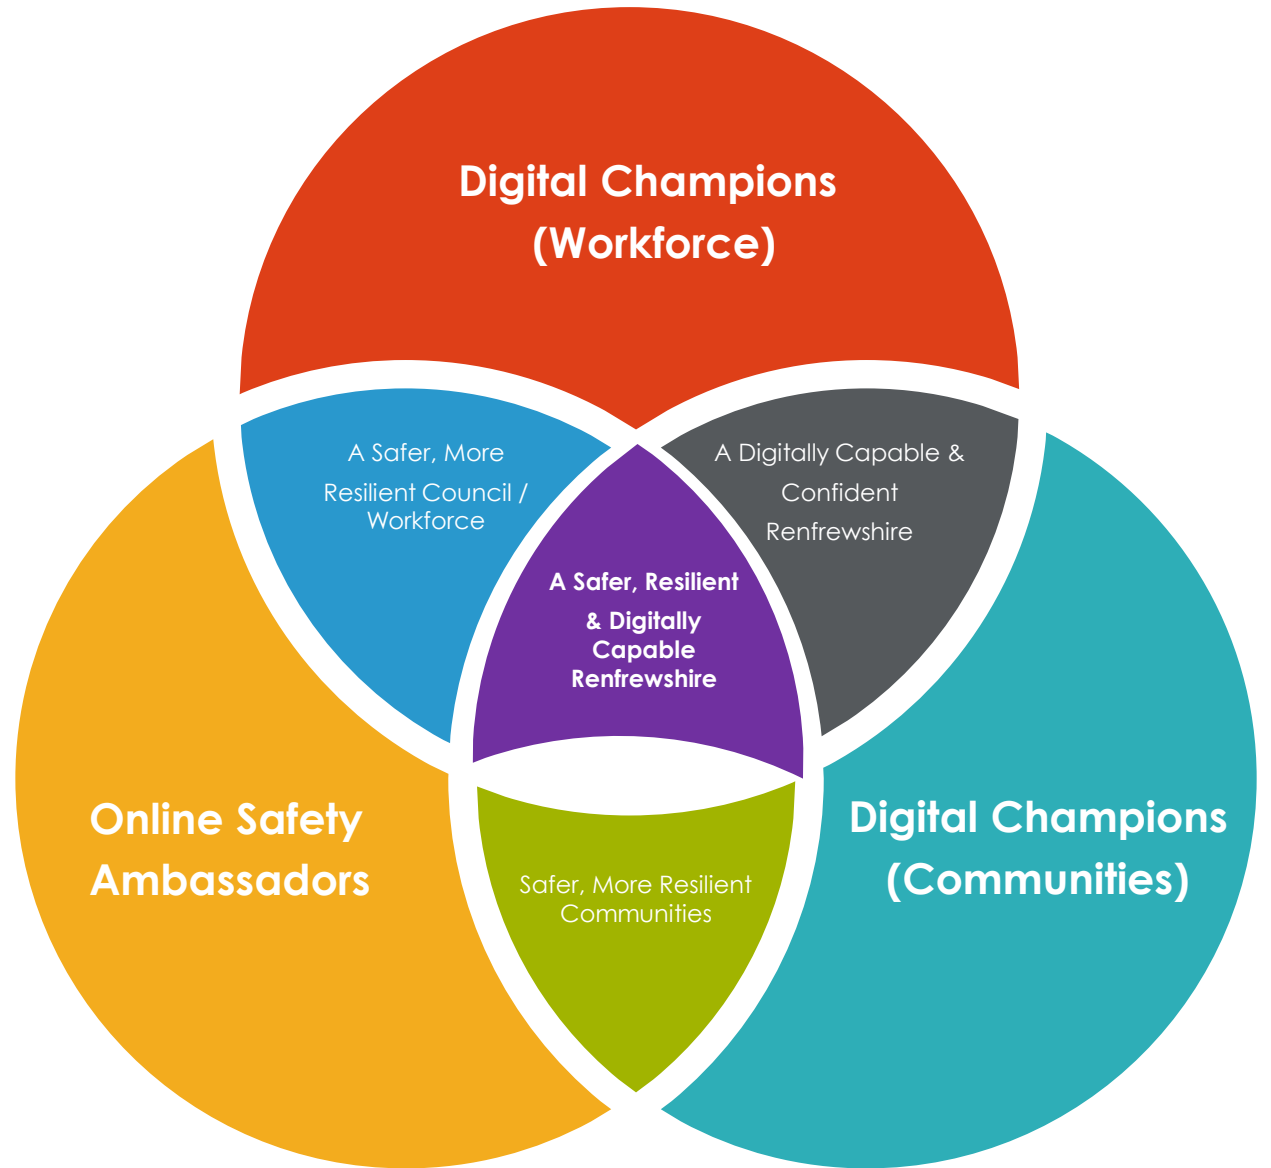 Digital Champions
(Workforce)
A Safer, More
Resilient Council /
Workforce
A Digitally Capable &
Confident
Renfrewshire
A Safer, Resilient
& Digitally
Capable
Renfrewshire
Online Safety
Ambassadors
Digital Champions
(Communities)
Safer, More Resilient
Communities